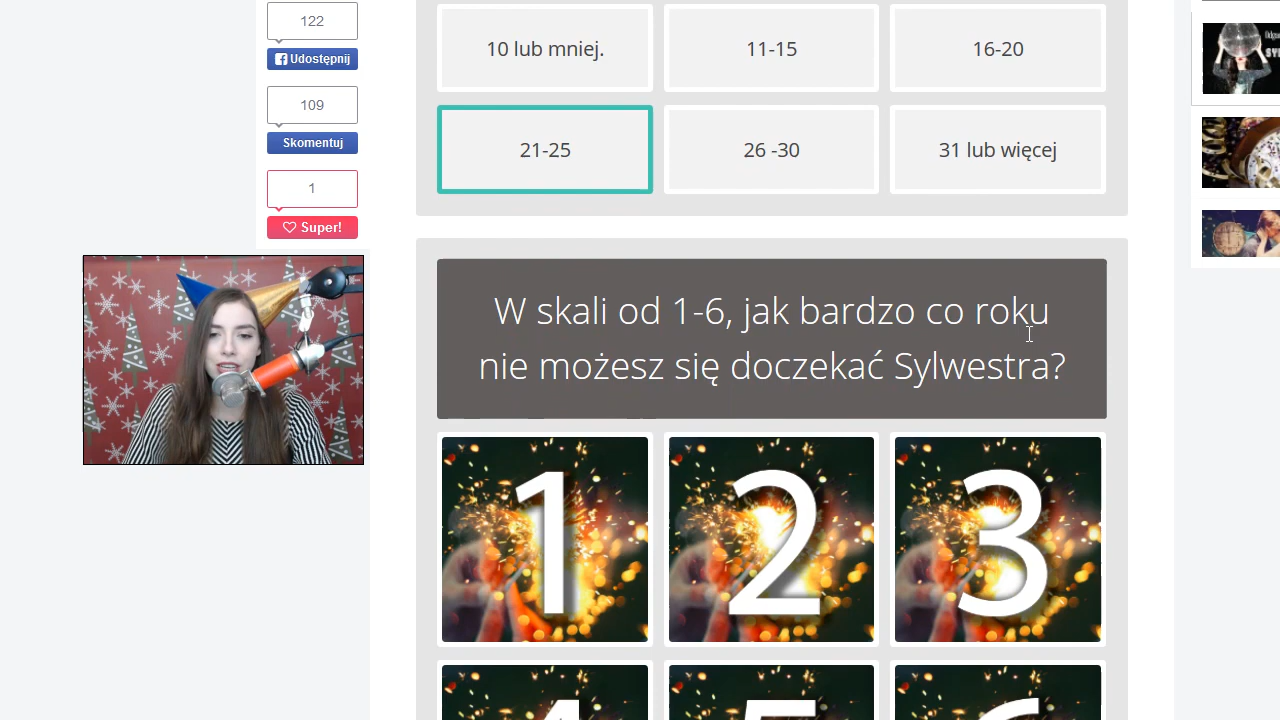 122
Udostępnij
109
Skomentuj
1
Super!
10 lub mniej.
11-15
16-20
21-25
26 -30
31 lub więcej
W skali od 1-6, jak bardzo co roku
nie możesz się doczekać Sylwestra?
1
2
3